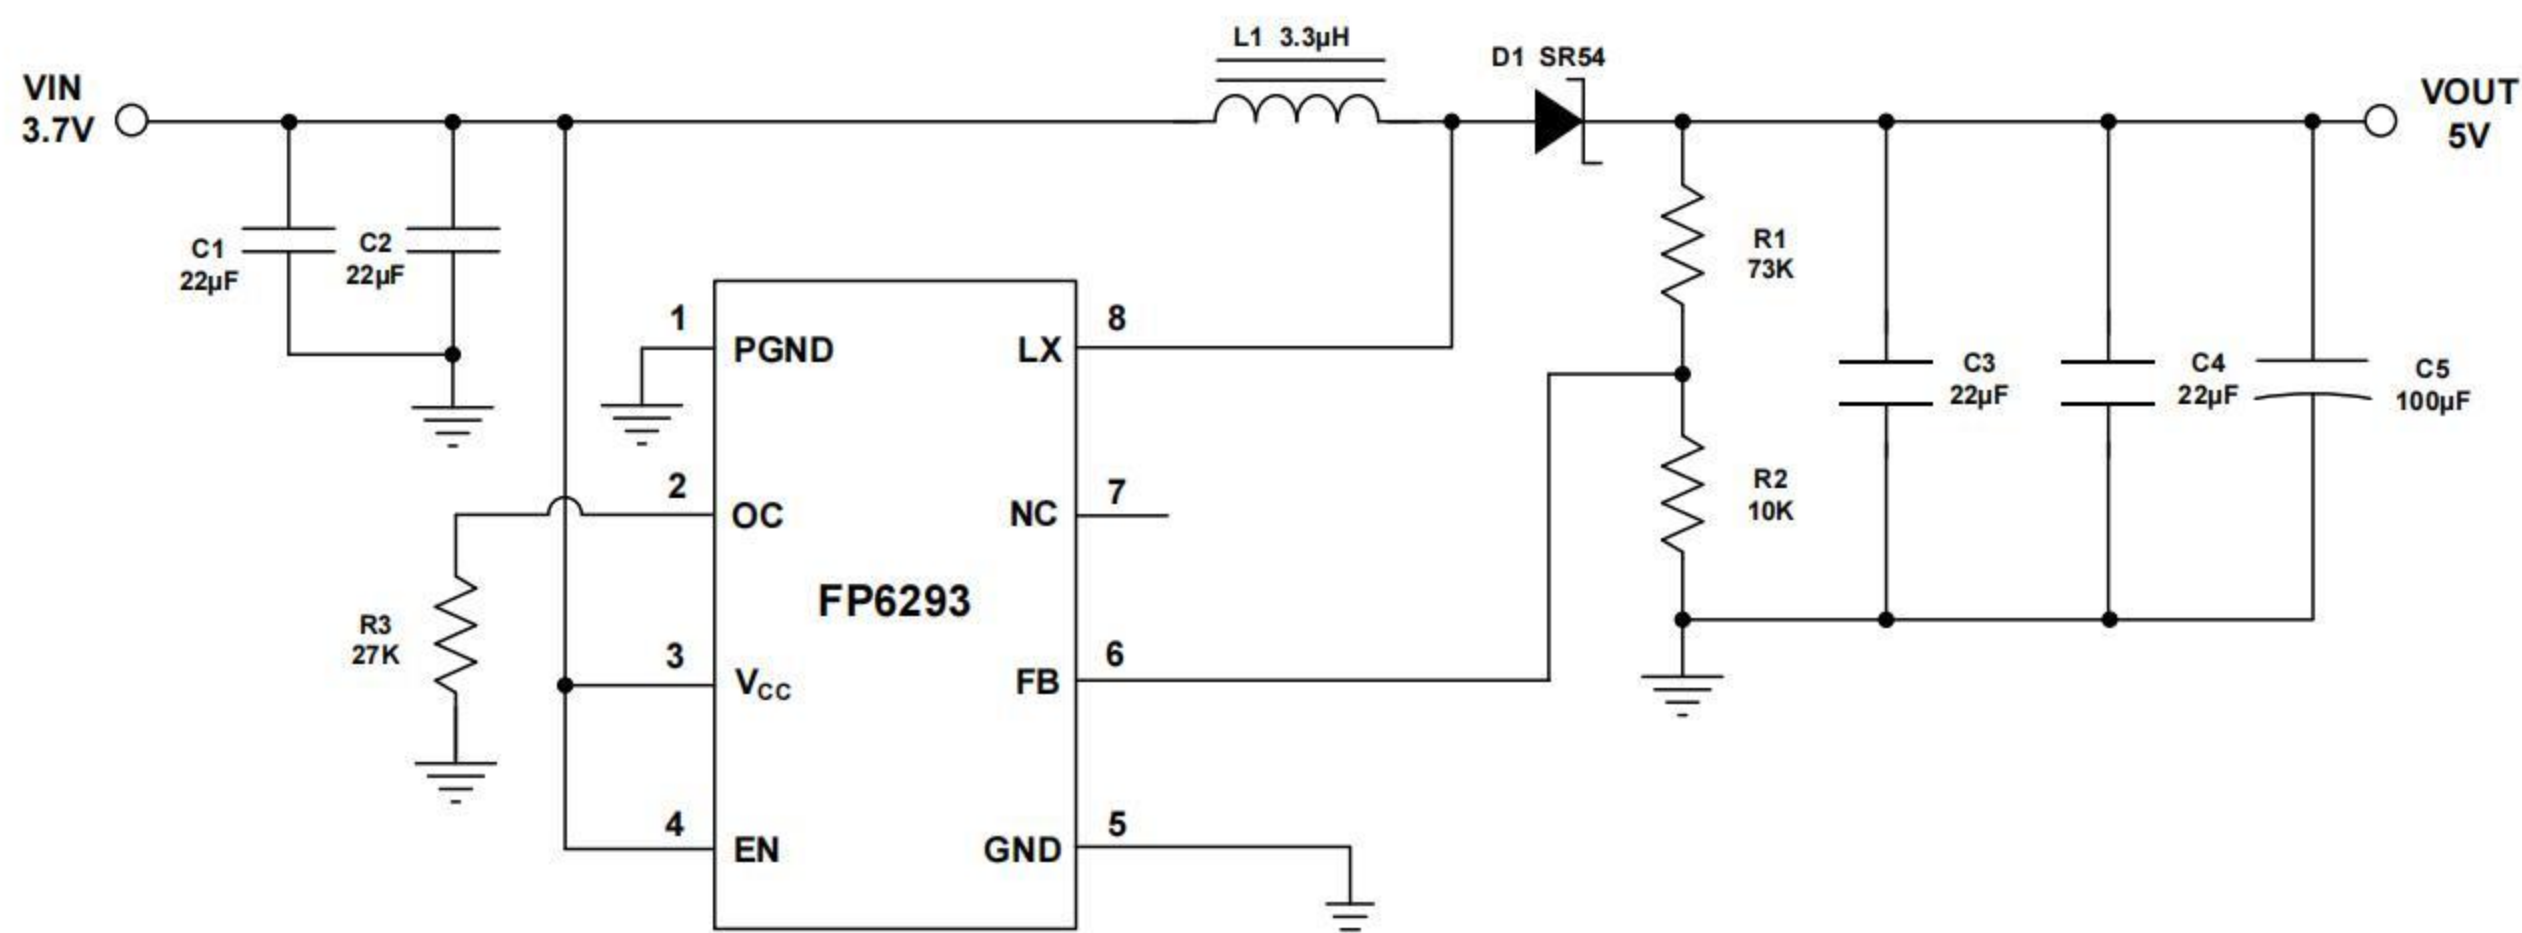 L1 3.3µH
D1 SR54
VIN
3.7V
VOUT
5V
C1
22µF
C2
22µF
R1
73K
1
PGND
8
LX
C3
22µF
C4
22µF
C5
100µF
2
OC
7
NC
R2
10K
FP6293
R3
27K
3
VCC
6
FB
4
EN
5
GND